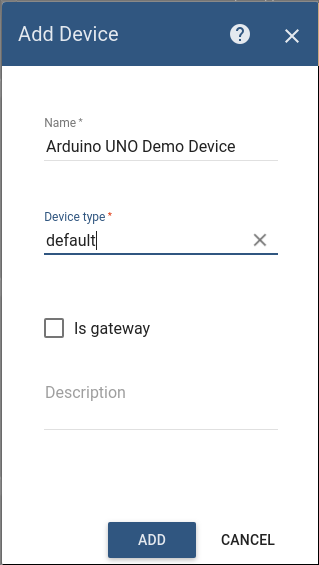 Add Device
Name *
Arduino UNO Demo Device
Device type *
default
Is gateway
Description
ADD CANCEL